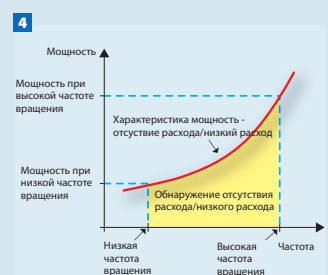 4
Мощность
Мощность при
высокой частоте
вращения
Характеристика мощность -
отсуствие расхода/низкий расход
Мощность при
низкой частоте
вращения
Обнаружение отсутствия
расхода/низкого расхода
Низкая
частота
вращения
Высокая
частота
вращения
Частота